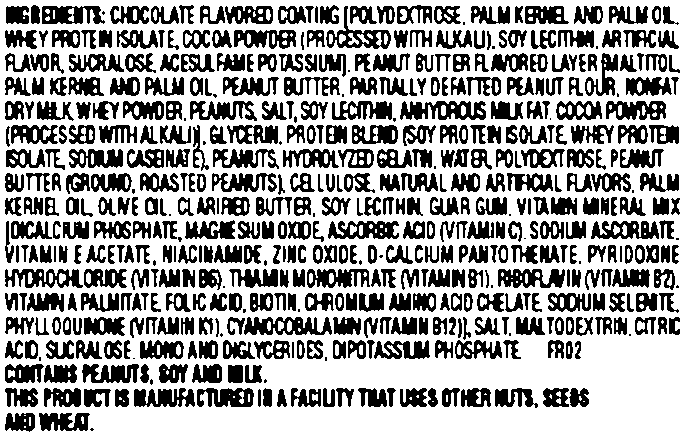 INGREDIENTS: CHOCOLATE FLAVORED COATING [POLYDEXTROSE, PALM KERNEL AND PALM OIL,
WHEY PROTEIN ISOLATE, COCOA POWDER (PROCESSED WITH ALKALI), SOY LECITHIN, ARTIFICIAL
FLAVOR, SUCRALOSE, ACESULFAME POTASSIUM], PEANUT BUTTER FLAVORED LAYER [MALTITOL,
PALM KERNEL AND PALM OIL, PEANUT BUTTER, PARTIALLY DEFATTED PEANUT FLOUR, NONFAT
DRY MILK, WHEY POWDER, PEANUTS, SALT, SOY LECITHIN, ANHYDROUS MILK FAT, COCOA POWDER
(PROCESSED WITH ALKALI)], GLYCERIN, PROTEIN BLEND (SOY PROTEIN ISOLATE, WHEY PROTEIN
ISOLATE, SODIUM CASEINATE), PEANUTS, HYDROLYZED GELATIN, WATER, POLYDEXTROSE, PEANUT
BUTTER (GROUND, ROASTED PEANUTS), CELLULOSE, NATURAL AND ARTIFICIAL FLAVORS, PALM
KERNEL OIL, OLIVE OIL, CLARIFIED BUTTER, SOY LECITHIN, GUAR GUM, VITAMIN MINERAL MIX
[DICALCIUM PHOSPHATE, MAGNESIUM OXIDE, ASCORBIC ACID (VITAMIN C), SODIUM ASCORBATE,
VITAMIN E ACETATE, NIACINAMIDE, ZINC OXIDE, D-CALCIUM PANTOTHENATE, PYRIDOXINE
HYDROCHLORIDE (VITAMIN B6), THIAMIN MONONITRATE (VITAMIN B1), RIBOFLAVIN (VITAMIN B2),
VITAMIN A PALMITATE, FOLIC ACID, BIOTIN, CHROMIUM AMINO ACID CHELATE, SODIUM SELENITE,
PHYLLOQUINONE (VITAMIN K1), CYANOCOBALAMIN (VITAMIN B12)], SALT, MALTODEXTRIN, CITRIC
ACID, SUCRALOSE, MONO AND DIGLYCERIDES, DIPOTASSIUM PHOSPHATE. FR02
CONTAINS PEANUTS, SOY AND MILK.
THIS PRODUCT IS MANUFACTURED IN A FACILITY THAT USES OTHER NUTS, SEEDS
AND WHEAT.